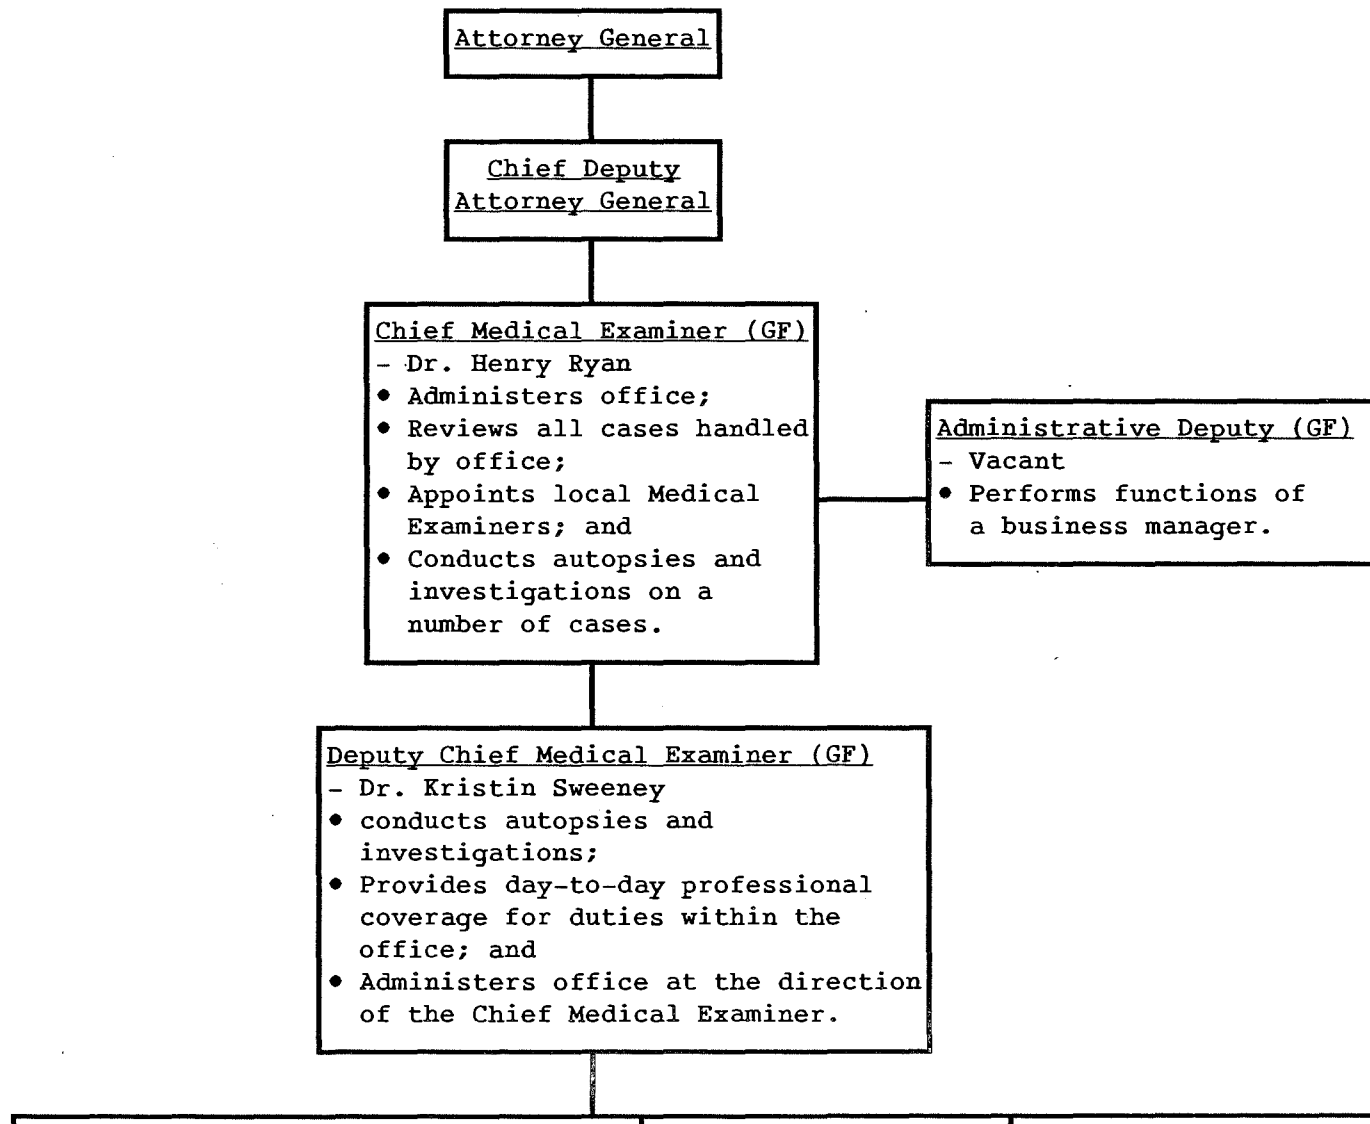 Attorney General
Chief Deputy
Attorney General
Chief Medical Examiner (GF)
- Dr. Henry Ryan
• Administers office;
• Reviews all cases handled
by office;
• Appoints local Medical
Examiners; and
• Conducts autopsies and
investigations on a
number of cases.
Administrative Deputy (GF)
- Vacant
• Performs functions of
a business manager.
Deputy Chief Medical Examiner (GF)
- Dr. Kristin Sweeney
• conducts autopsies and
investigations;
• Provides day-to-day professional
coverage for duties within the
office; and
• Administers office at the direction
of the Chief Medical Examiner.